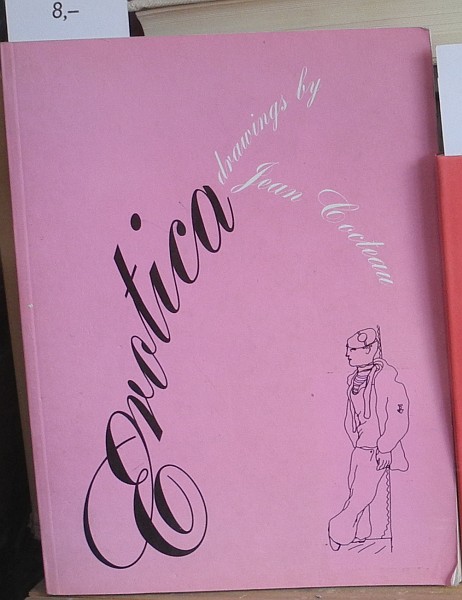 8,–
Erotica
drawings by
Jean Cocteau